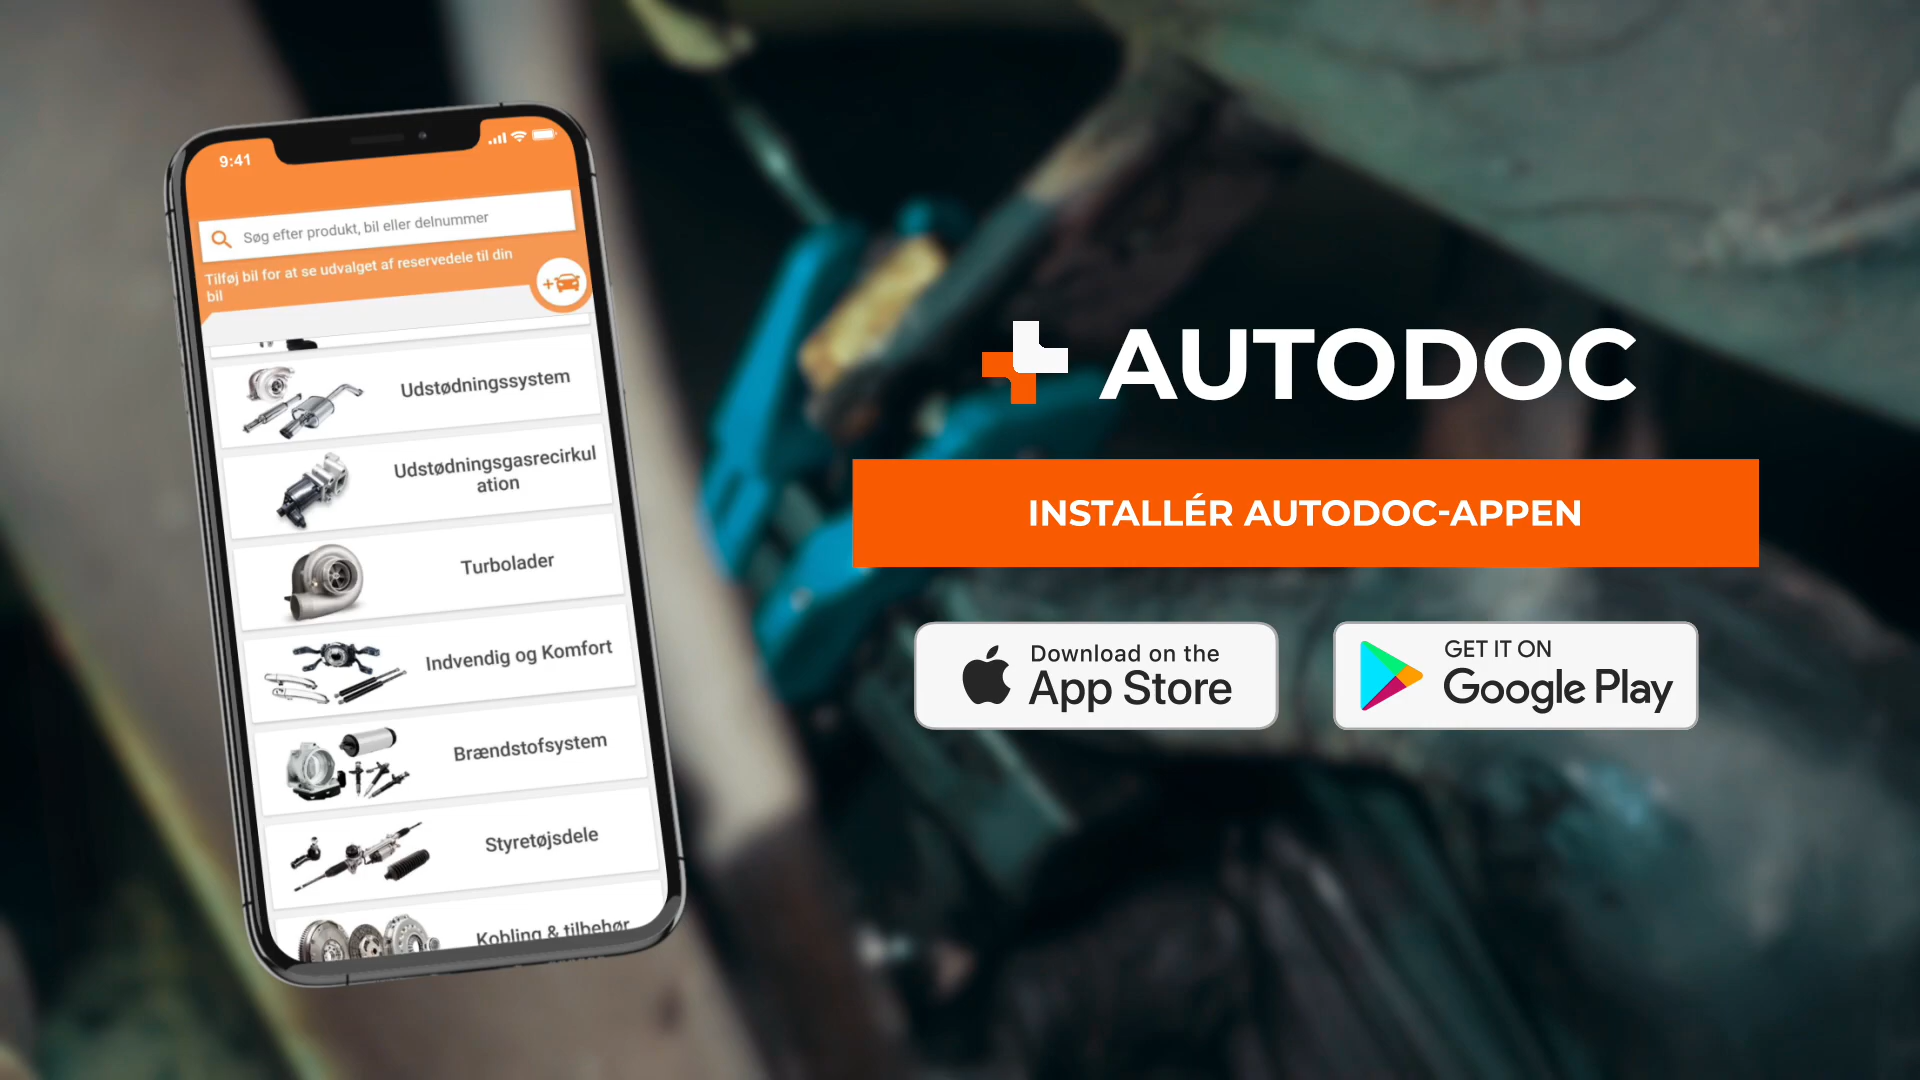 9:41
Søg efter produkt, bil eller delnummer
Tilføj bil for at se udvalget af reservedele til din
bil
Udstødningssystem
Udstødningsgasrecirkul
ation
Turbolader
Indvendig og Komfort
Brændstofsystem
Styretøjsdele
Kobling & tilbehør
AUTODOC
INSTALLÉR AUTODOC-APPEN
Download on the
App Store
GET IT ON
Google Play